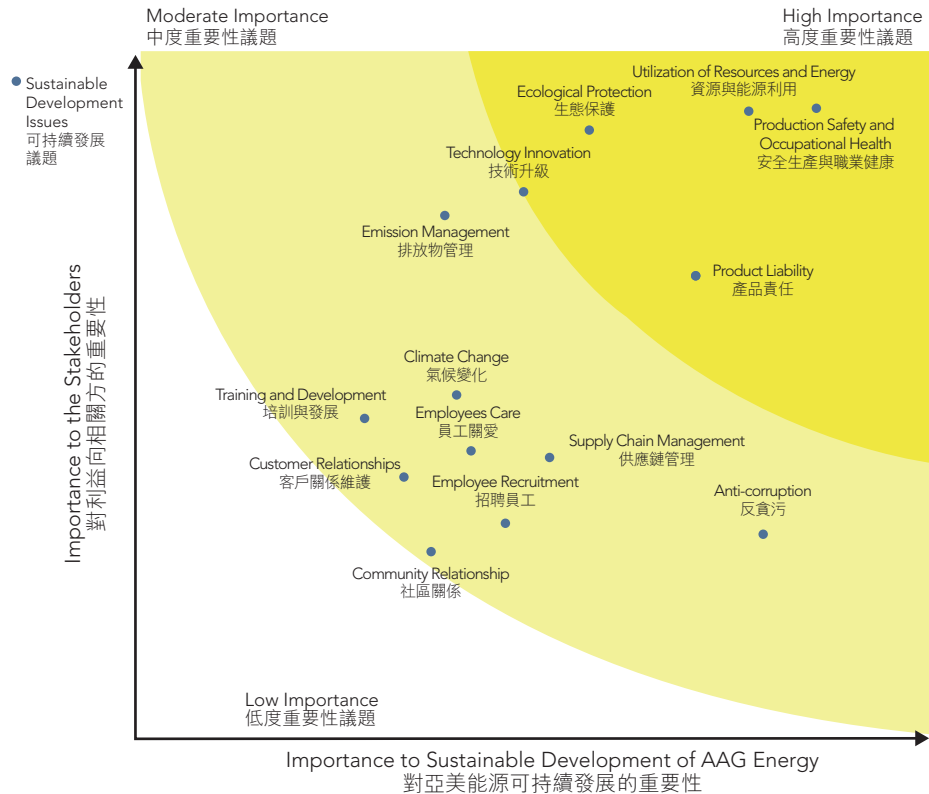 Moderate Importance
中度重要性議題
High Importance
高度重要性議題
Sustainable
Development
Issues
可持續發展
議題
Utilization of Resources and Energy
資源與能源利用
Ecological Protection
生態保護
Production Safety and
Occupational Health
安全生產與職業健康
Technology Innovation
技術升級
Emission Management
排放物管理
Product Liability
產品責任
Climate Change
氣候變化
Training and Development
培訓與發展
Employees Care
員工關愛
Supply Chain Management
供應鏈管理
Customer Relationships
客戶關係維護
Employee Recruitment
招聘員工
Anti-corruption
反貪污
Community Relationship
社區關係
Low Importance
低度重要性議題
Importance to the Stakeholders
對利益向相關方的重要性
Importance to Sustainable Development of AAG Energy
對亞美能源可持續發展的重要性